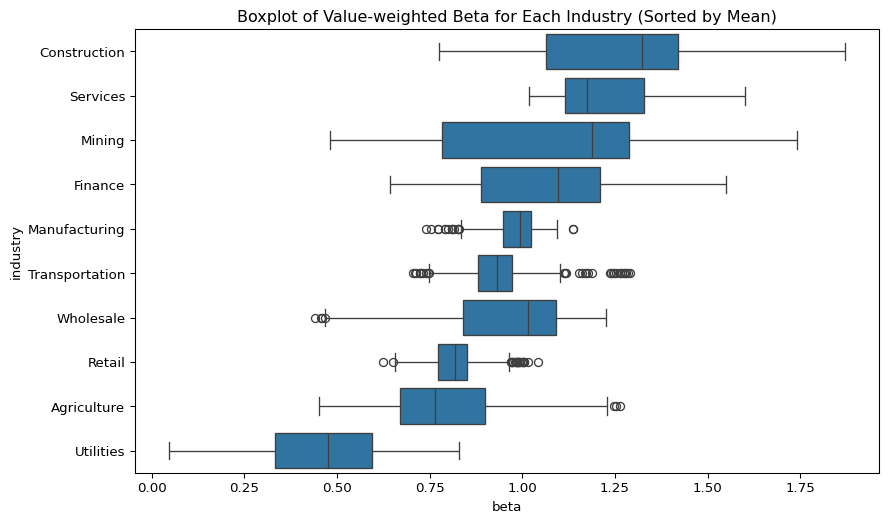 Boxplot of Value-weighted Beta for Each Industry (Sorted by Mean)
Construction
Services
Mining
Finance
Manufacturing
Transportation
Wholesale
Retail
Agriculture
Utilities
industry
0.00 0.25 0.50 0.75 1.00 1.25 1.50 1.75
beta